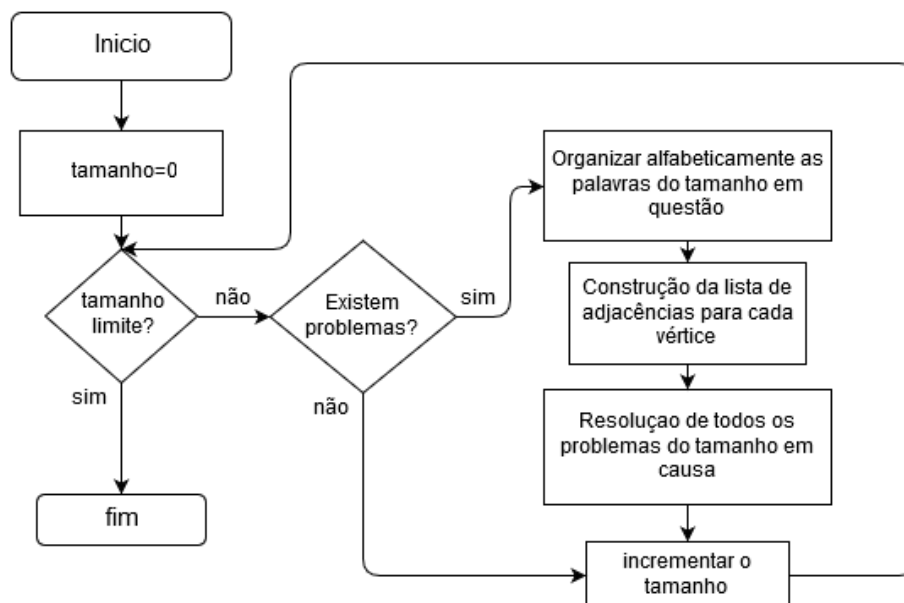 Inicio
tamanho=0
tamanho
limite?
não
sim
fim
Existem
problemas?
sim
não
Organizar alfabeticamente as
palavras do tamanho em
questão
Construção da lista de
adjacências para cada
vértice
Resoluçao de todos os
problemas do tamanho em
causa
incrementar o
tamanho